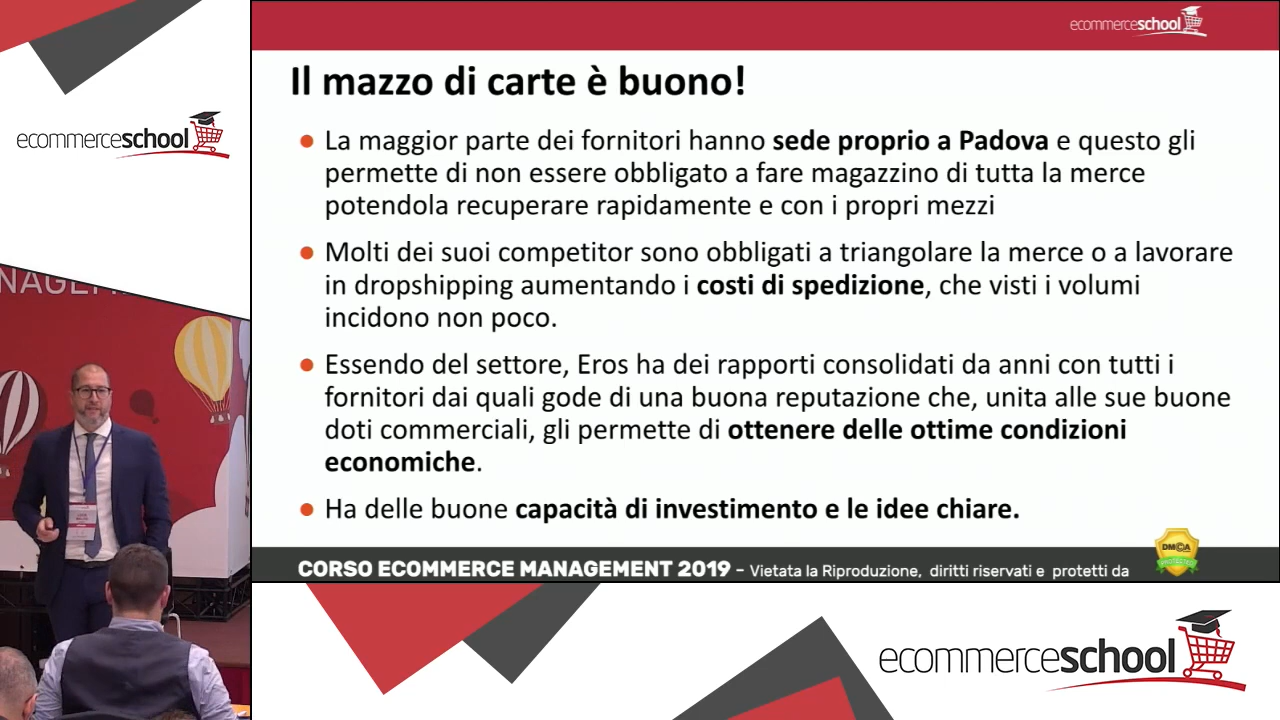 ecommerceschool
ecommerceschool
NAGEM
Il mazzo di carte è buono!
● La maggior parte dei fornitori hanno sede proprio a Padova e questo gli
permette di non essere obbligato a fare magazzino di tutta la merce
potendola recuperare rapidamente e con i propri mezzi
● Molti dei suoi competitor sono obbligati a triangolare la merce o a lavorare
in dropshipping aumentando i costi di spedizione, che visti i volumi
incidono non poco.
● Essendo del settore, Eros ha dei rapporti consolidati da anni con tutti i
fornitori dai quali gode di una buona reputazione che, unita alle sue buone
doti commerciali, gli permette di ottenere delle ottime condizioni
economiche.
● Ha delle buone capacità di investimento e le idee chiare.
CORSO ECOMMERCE MANAGEMENT 2019 - Vietata la Riproduzione, diritti riservati e protetti da
DMCA
PROTECTED
ecommerceschool